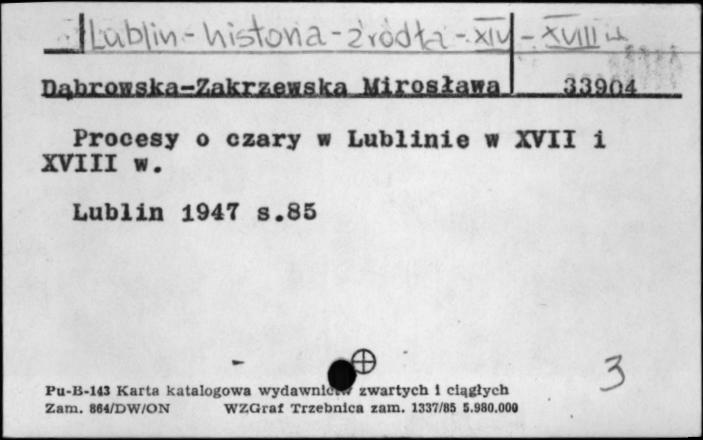 Lublin - historia - źródła - XIV - XVIII w
Dąbrowska-Zakrzewska Mirosława 33904
Procesy o czary w Lublinie w XVII i
XVIII w.
Lublin 1947 s.85
3
Pu-B-143 Karta katalogowa zwartych i ciągłych
Zam. 864/DW/ON WZGraf Trzebnica zam. 1337/85 5.980.000